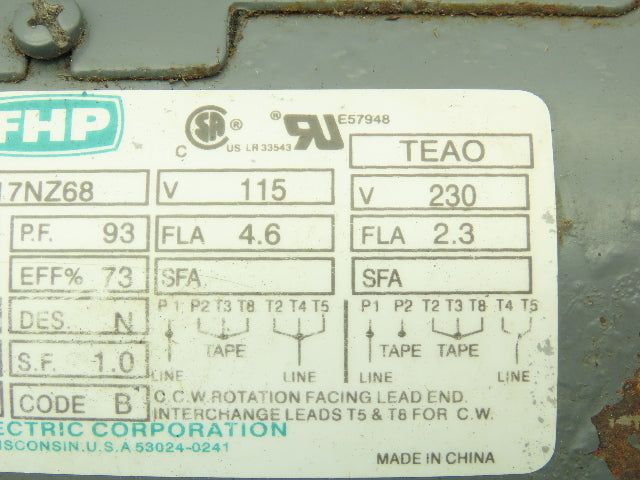 FHP
C SA ® US LR 33543
® RU E57948
TEAO
17NZ68 V 115 V 230
P.F. 93 FLA 4.6 FLA 2.3
EFF% 73 SFA SFA
DES. N P1 P2 T3 T8 T2 T4 T5 P1 P2 T2 T3 T8 T4 T5
TAPE TAPE TAPE
S.F. 1.0 LINE LINE LINE LINE
CODE B C.C.W. ROTATION FACING LEAD END.
INTERCHANGE LEADS T5 & T8 FOR C.W.
ECTRIC CORPORATION
ISCONSIN. U.S.A 53024-0241
MADE IN CHINA